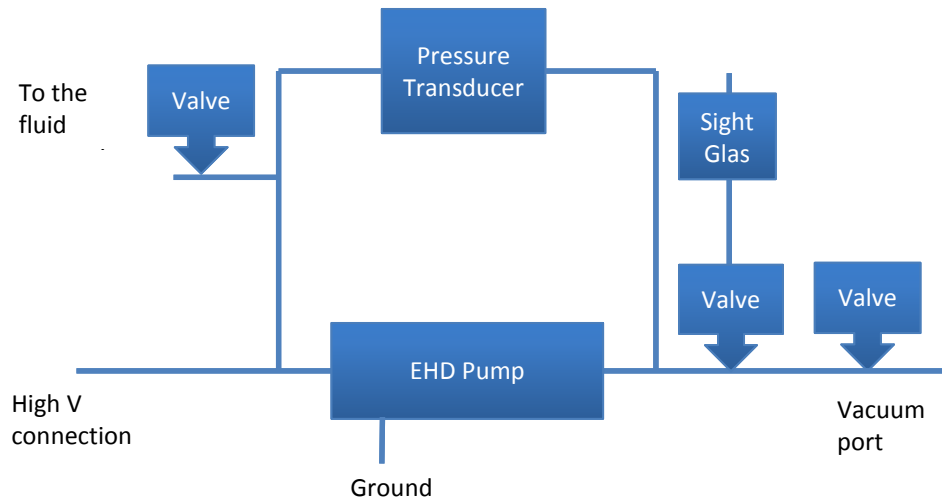 Pressure
Transducer
To the
fluid
Valve
Sight
Glas
Valve
Valve
EHD Pump
High V
connection
Vacuum
port
Ground